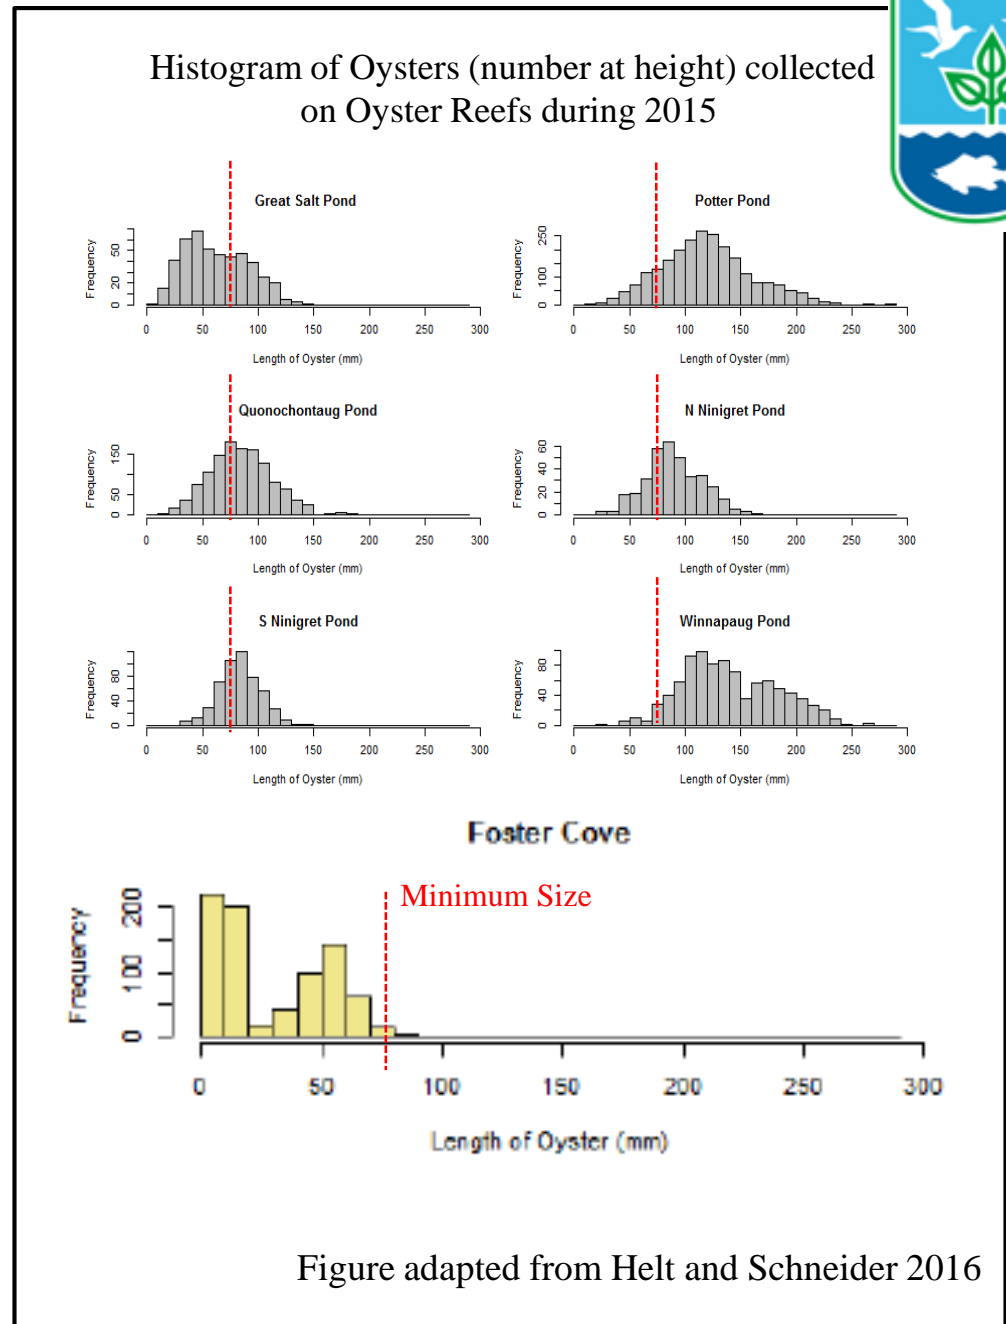 Histogram of Oysters (number at height) collected
on Oyster Reefs during 2015
Great Salt Pond
Frequency
0 20 50
0 50 100 150 200 250 300
Length of Oyster (mm)
Potter Pond
Frequency
0 100 250
0 50 100 150 200 250 300
Length of Oyster (mm)
Quonochontaug Pond
Frequency
0 50 150
0 50 100 150 200 250 300
Length of Oyster (mm)
N Ninigret Pond
Frequency
0 20 40 60
0 50 100 150 200 250 300
Length of Oyster (mm)
S Ninigret Pond
Frequency
0 40 80
0 50 100 150 200 250 300
Length of Oyster (mm)
Winnapaug Pond
Frequency
0 40 80
0 50 100 150 200 250 300
Length of Oyster (mm)
Foster Cove
Minimum Size
Frequency
0 100 200
0 50 100 150 200 250 300
Length of Oyster (mm)
Figure adapted from Helt and Schneider 2016